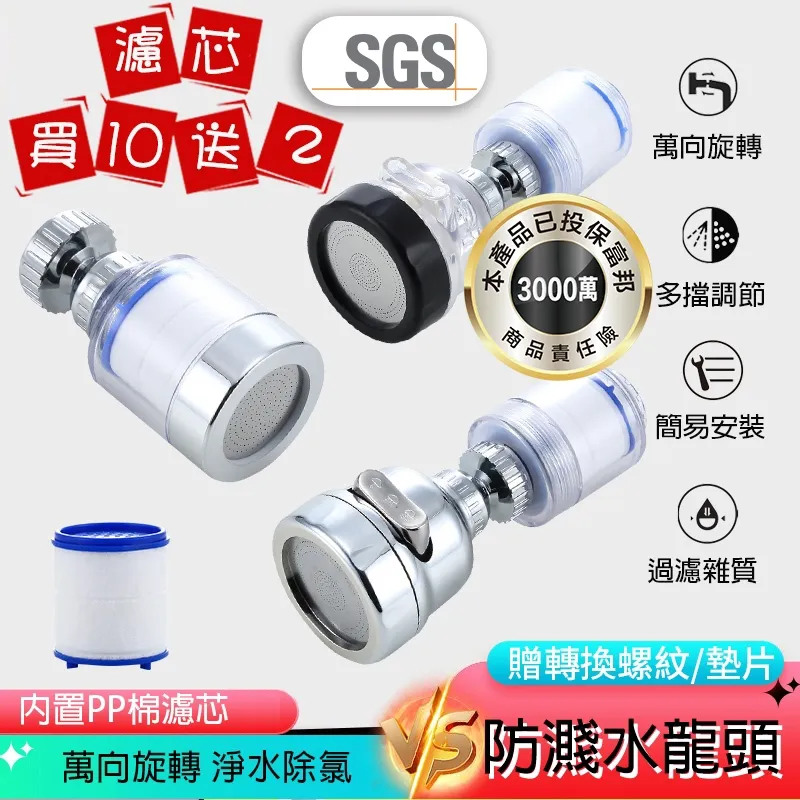 濾芯
買10送2
SGS
萬向旋轉
多擋調節
簡易安裝
過濾雜質
本產品已投保富邦
3000萬
商品責任險
贈轉換螺紋/墊片
內置PP棉濾芯
VS
防濺水龍頭
萬向旋轉 淨水除氯